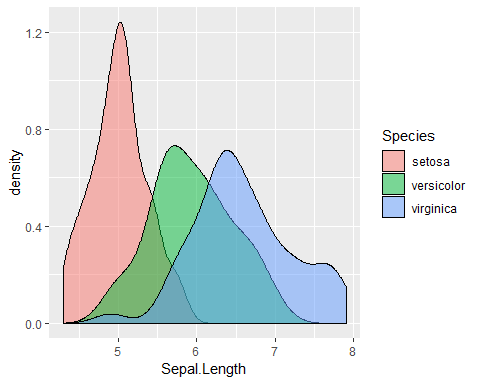 1.2
0.8
0.4
0.0
density
5
6
7
8
Sepal.Length
Species
setosa
versicolor
virginica